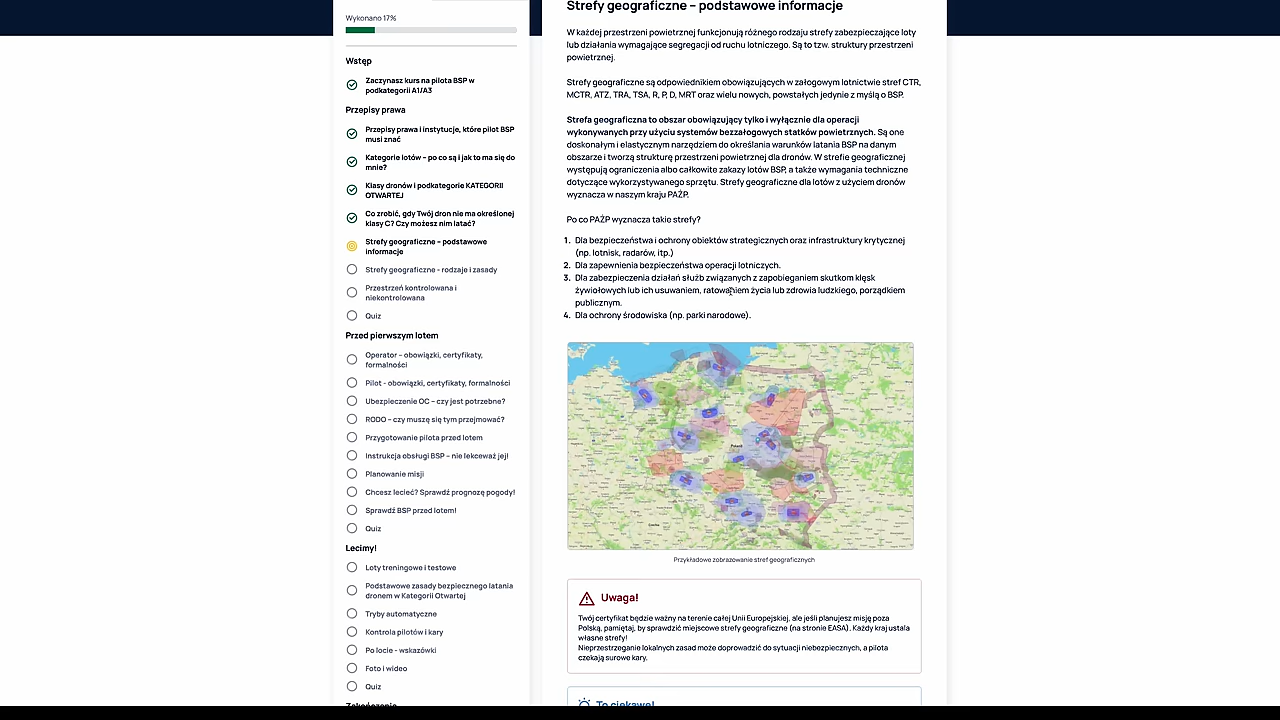 Wykonano 17%
Wstęp
Zaczynasz kurs na pilota BSP w
podkategorii A1/A3
Przepisy prawa
Przepisy prawa i instytucje, które pilot BSP
musi znać
Kategorie lotów – po co są i jak to ma się do
mnie?
Klasy dronów i podkategorie KATEGORII
OTWARTEJ
Co zrobić, gdy Twój dron nie ma określonej
klasy C? Czy możesz nim latać?
Strefy geograficzne – podstawowe
informacje
Strefy geograficzne - rodzaje i zasady
Przestrzeń kontrolowana i
niekontrolowana
Quiz
Przed pierwszym lotem
Operator – obowiązki, certyfikaty,
formalności
Pilot - obowiązki, certyfikaty, formalności
Ubezpieczenie OC – czy jest potrzebne?
RODO – czy muszę się tym przejmować?
Przygotowanie pilota przed lotem
Instrukcja obsługi BSP – nie lekceważ jej!
Planowanie misji
Chcesz lecieć? Sprawdź prognozę pogody!
Sprawdź BSP przed lotem!
Quiz
Lecimy!
Loty treningowe i testowe
Podstawowe zasady bezpiecznego latania
dronem w Kategorii Otwartej
Tryby automatyczne
Kontrola pilotów i kary
Po locie - wskazówki
Foto i wideo
Quiz
Zakończenie
Strefy geograficzne – podstawowe informacje
W każdej przestrzeni powietrznej funkcjonują różnego rodzaju strefy zabezpieczające loty
lub działania wymagające segregacji od ruchu lotniczego. Są to tzw. struktury przestrzeni
powietrznej.
Strefy geograficzne są odpowiednikiem obowiązujących w załogowym lotnictwie stref CTR,
MCTR, ATZ, TRA, TSA, R, P, D, MRT oraz wielu nowych, powstałych jedynie z myślą o BSP.
Strefa geograficzna to obszar obowiązujący tylko i wyłącznie dla operacji
wykonywanych przy użyciu systemów bezzałogowych statków powietrznych. Są one
doskonałym i elastycznym narzędziem do określania warunków latania BSP na danym
obszarze i tworzą strukturę przestrzeni powietrznej dla dronów. W strefie geograficznej
występują ograniczenia albo całkowite zakazy lotów BSP, a także wymagania techniczne
dotyczące wykorzystywanego sprzętu. Strefy geograficzne dla lotów z użyciem dronów
wyznacza w naszym kraju PAŻP.
Po co PAŻP wyznacza takie strefy?
1. Dla bezpieczeństwa i ochrony obiektów strategicznych oraz infrastruktury krytycznej
(np. lotnisk, radarów, itp.)
2. Dla zapewnienia bezpieczeństwa operacji lotniczych.
3. Dla zabezpieczenia działań służb związanych z zapobieganiem skutkom klęsk
żywiołowych lub ich usuwaniem, ratowaniem życia lub zdrowia ludzkiego, porządkiem
publicznym.
4. Dla ochrony środowiska (np. parki narodowe).
Przykładowe zobrazowanie stref geograficznych
Uwaga!
Twój certyfikat będzie ważny na terenie całej Unii Europejskiej, ale jeśli planujesz misję poza
Polską, pamiętaj, by sprawdzić miejscowe strefy geograficzne (na stronie EASA). Każdy kraj ustala
własne strefy!
Nieprzestrzeganie lokalnych zasad może doprowadzić do sytuacji niebezpiecznych, a pilota
czekają surowe kary.
To ciekawe!